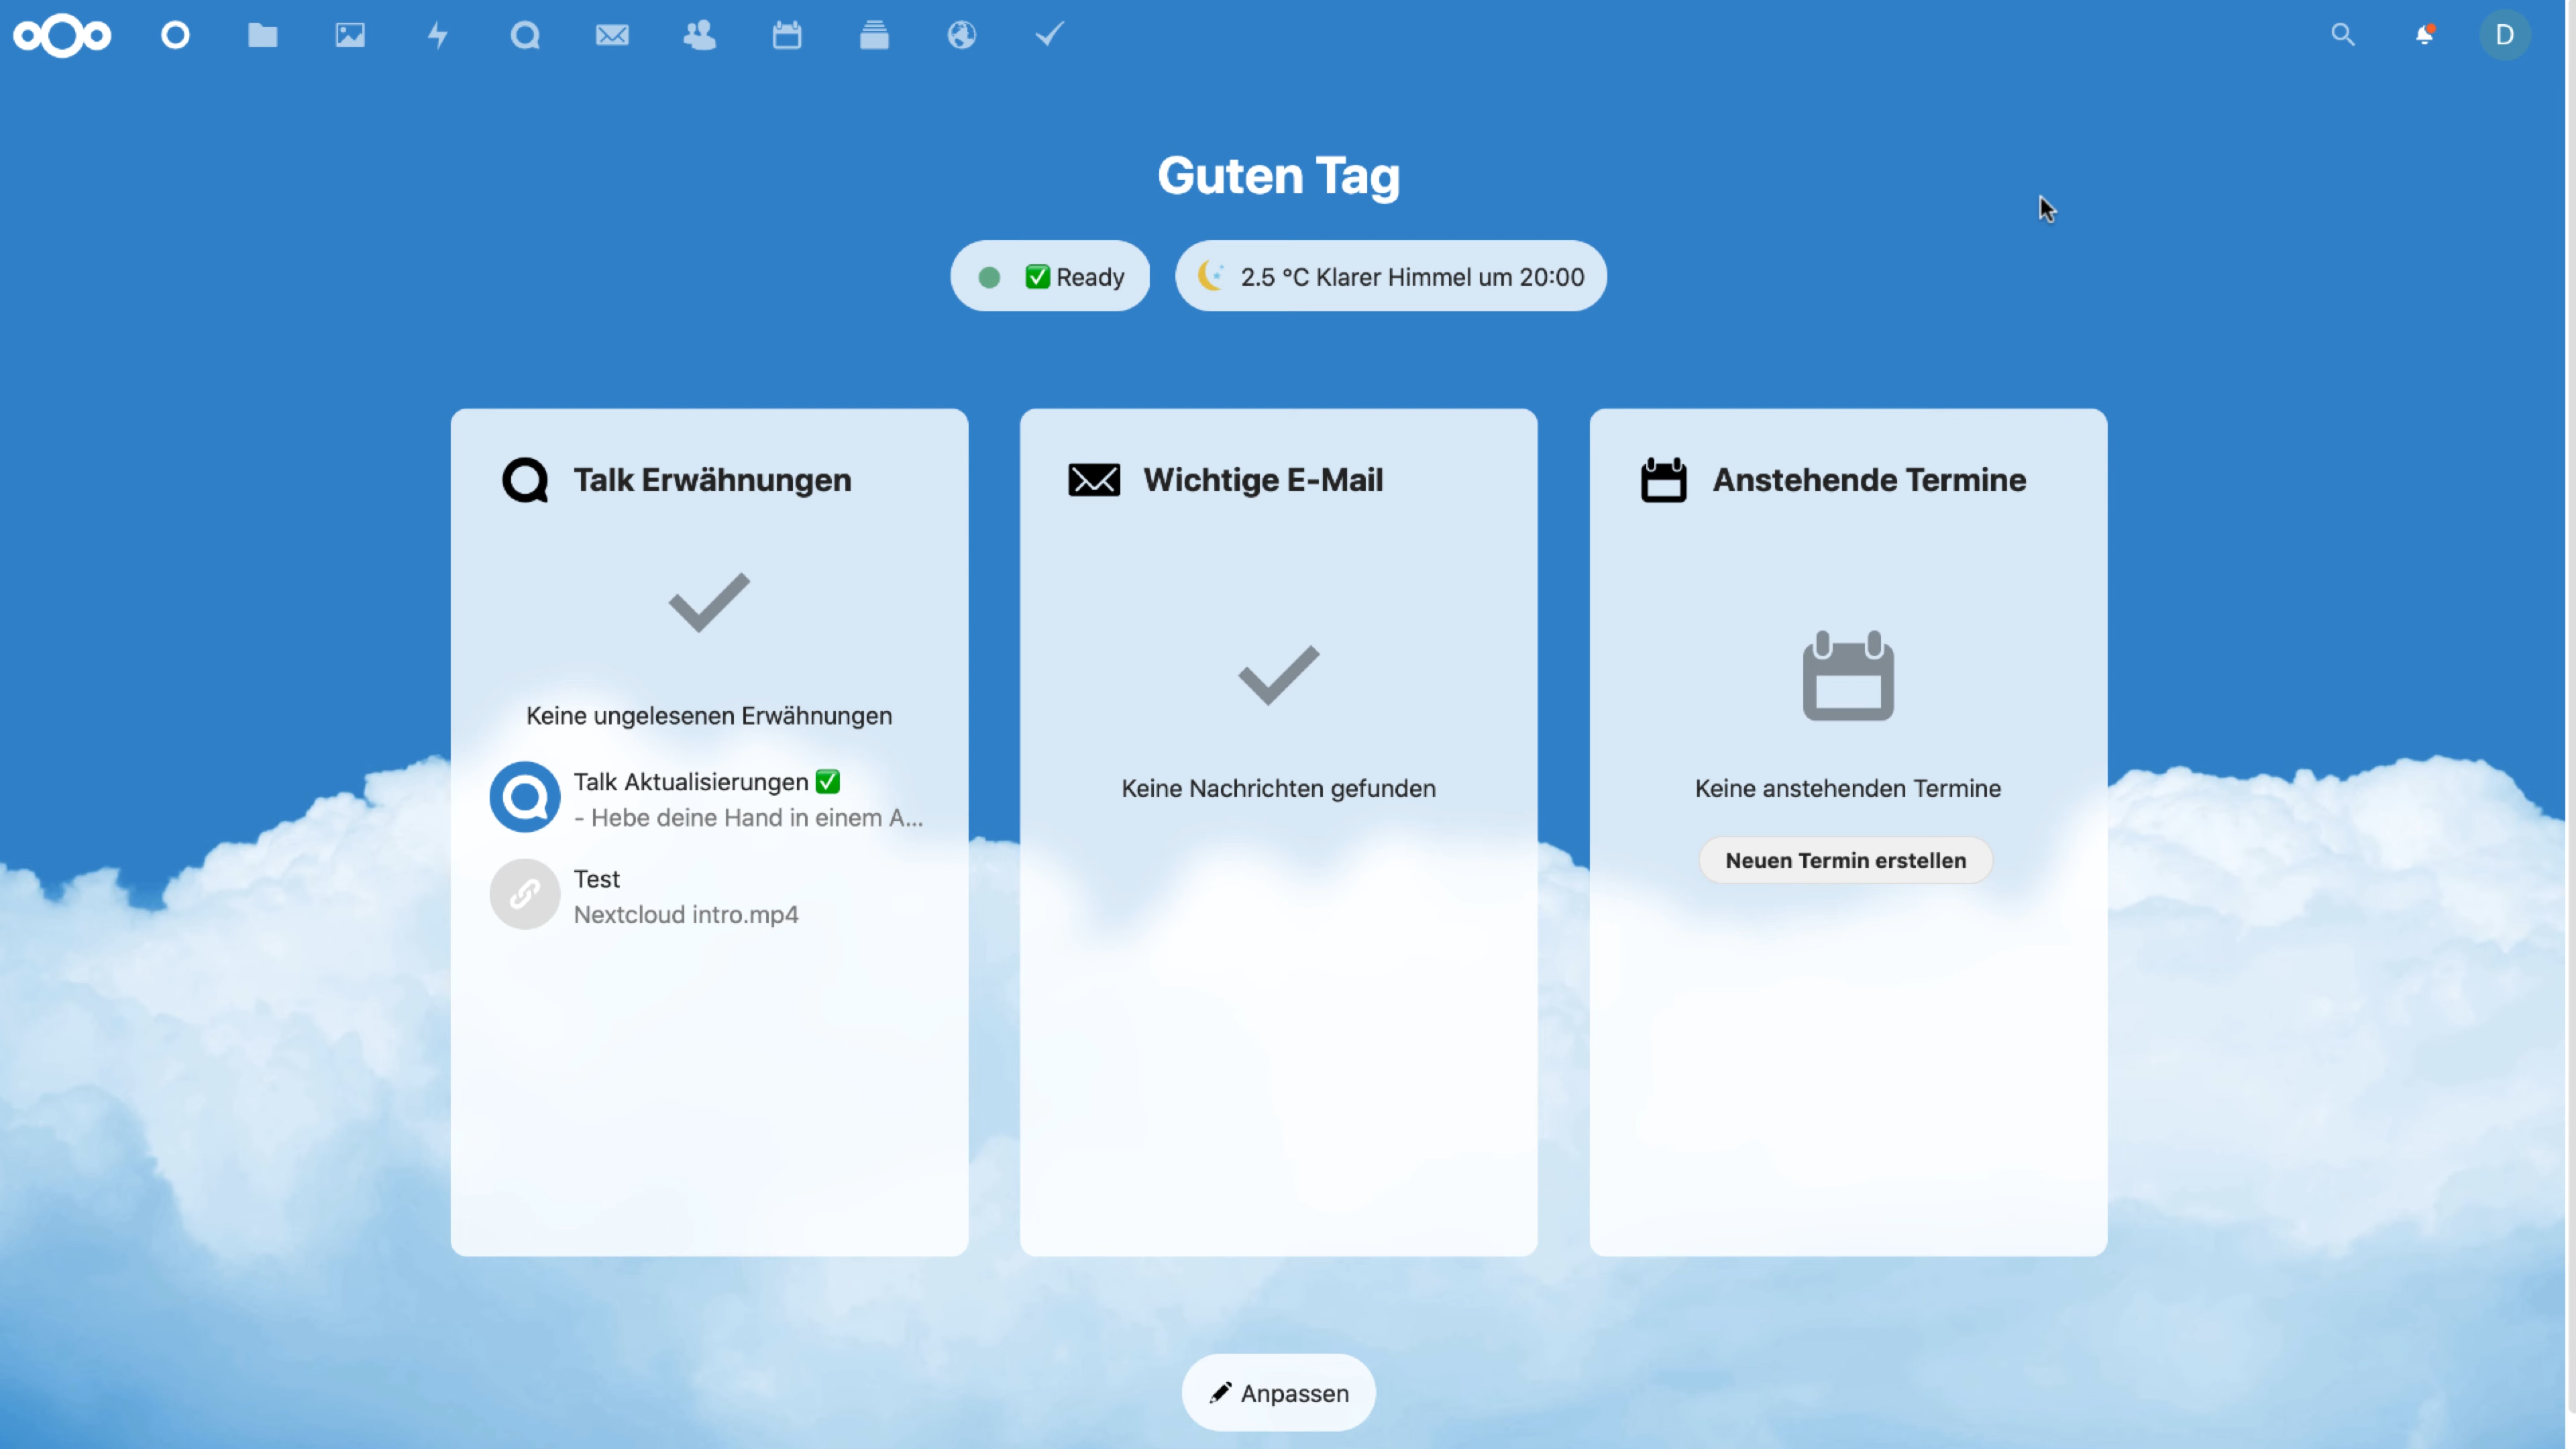 D
Guten Tag
✅ Ready
2.5 °C Klarer Himmel um 20:00
Talk Erwähnungen
Keine ungelesenen Erwähnungen
Talk Aktualisierungen ✅
- Hebe deine Hand in einem A...
Test
Nextcloud intro.mp4
Wichtige E-Mail
Keine Nachrichten gefunden
Anstehende Termine
Keine anstehenden Termine
Neuen Termin erstellen
Anpassen